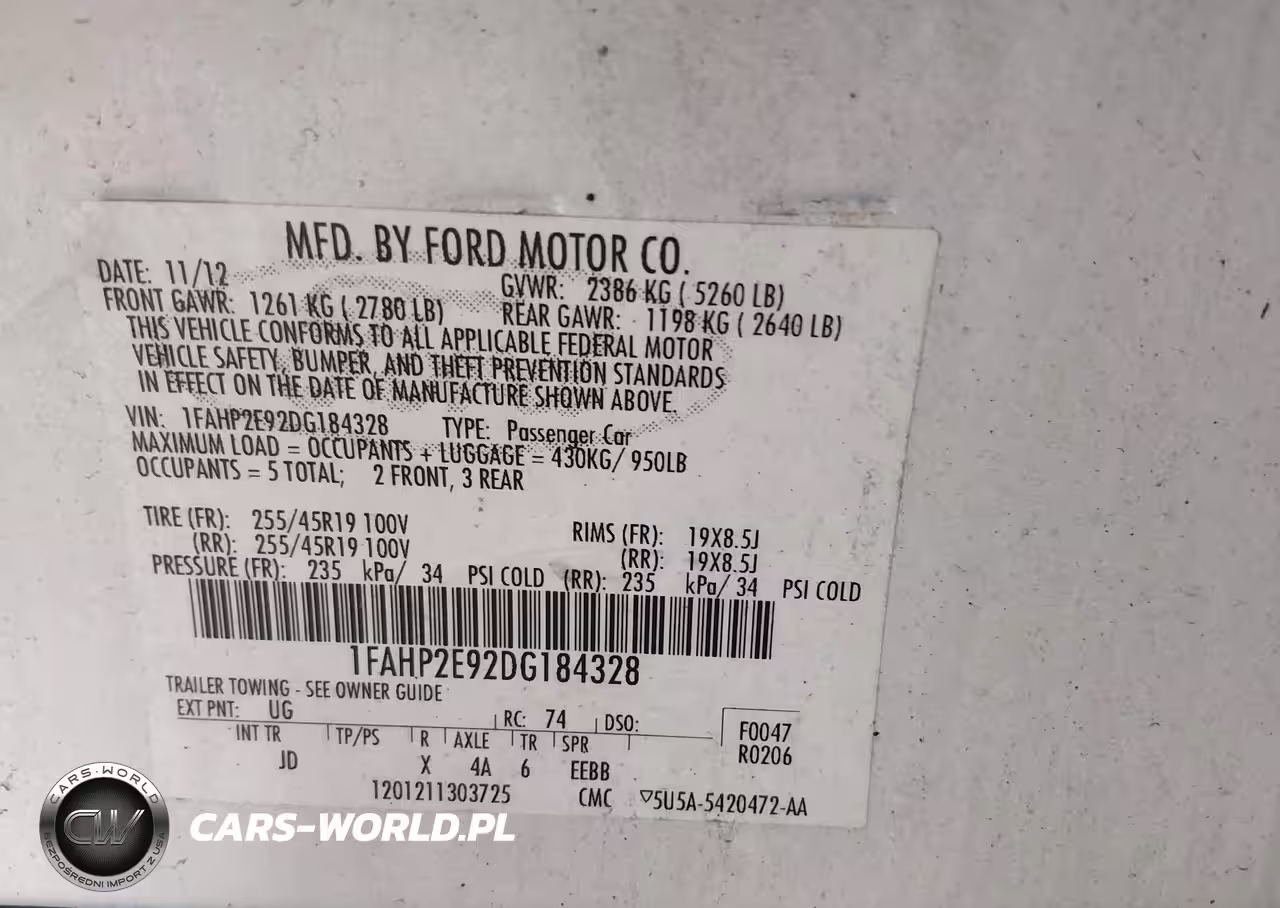 MFD. BY FORD MOTOR CO.
DATE: 11/12 GVWR: 2386 KG ( 5260 LB)
FRONT GAWR: 1261 KG ( 2780 LB) REAR GAWR: 1198 KG ( 2640 LB)
THIS VEHICLE CONFORMS TO ALL APPLICABLE FEDERAL MOTOR
VEHICLE SAFETY, BUMPER, AND THEFT PREVENTION STANDARDS
IN EFFECT ON THE DATE OF MANUFACTURE SHOWN ABOVE.
VIN: 1FAHP2E92DG184328 TYPE: Passenger Car
MAXIMUM LOAD = OCCUPANTS + LUGGAGE = 430KG/ 950LB
OCCUPANTS = 5 TOTAL; 2 FRONT, 3 REAR
TIRE (FR): 255/45R19 100V RIMS (FR): 19X8.5J
(RR): 255/45R19 100V (RR): 19X8.5J
PRESSURE (FR): 235 kPa/ 34 PSI COLD (RR): 235 kPa/ 34 PSI COLD
1FAHP2E92DG184328
TRAILER TOWING - SEE OWNER GUIDE
EXT PNT: UG RC: 74 DSO: F0047
INT TR TP/PS R AXLE TR SPR R0206
JD X 4A 6 EEBB
1201211303725 CMC ▽5U5A-5420472-AA
CARS-WORLD
CW
BEZPOŚREDNI IMPORT Z USA
CARS-WORLD.PL